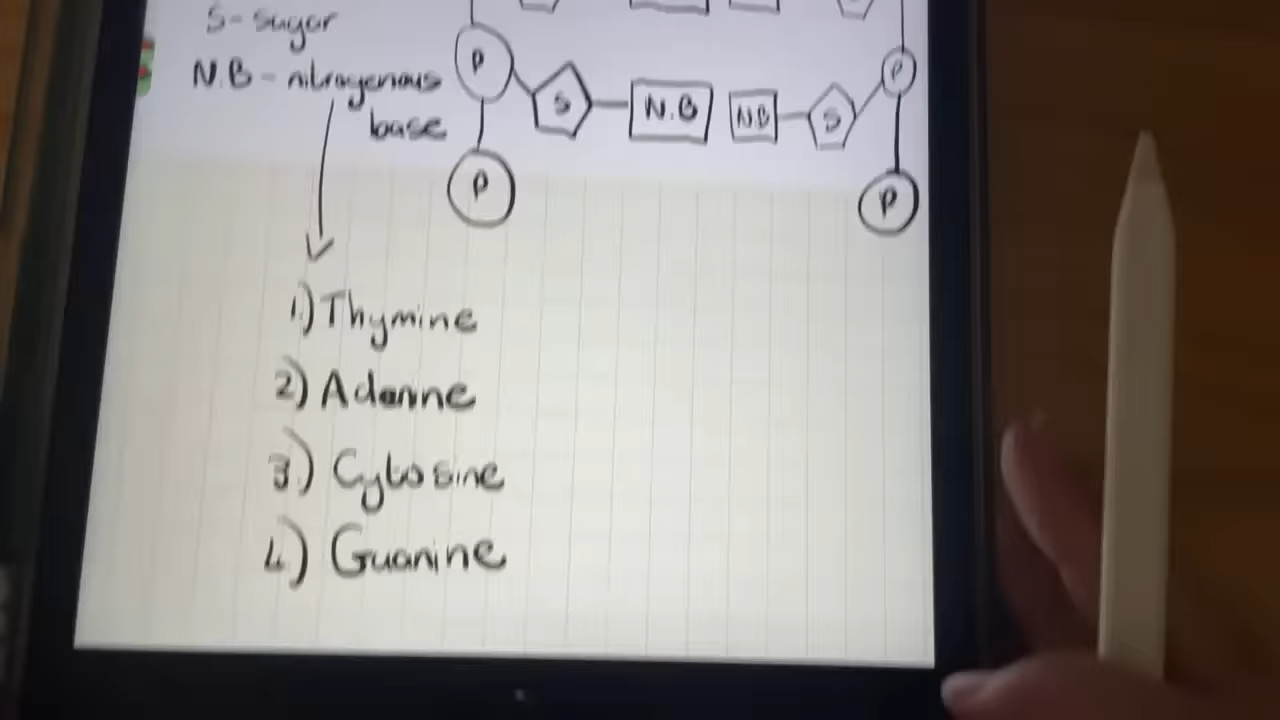 S- sugar
N.B - nitrogenous
base
P
S
N.B
N.B
S
P
P
P
1.) Thymine
2) Adenine
3.) Cytosine
4.) Guanine